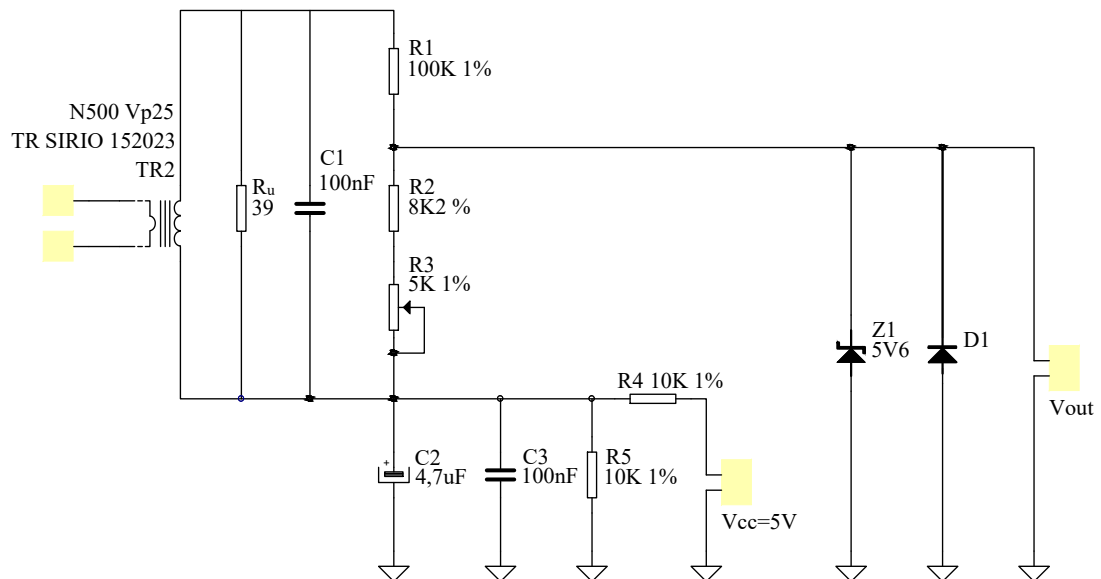 R1
100K 1%
N500 Vp25
TR SIRIO 152023
TR2
C1
100nF
Ru
39
R2
8K2 %
R3
5K 1%
Z1
5V6
D1
R4 10K 1%
Vout
+
C2
4,7uF
C3
100nF
R5
10K 1%
Vcc=5V